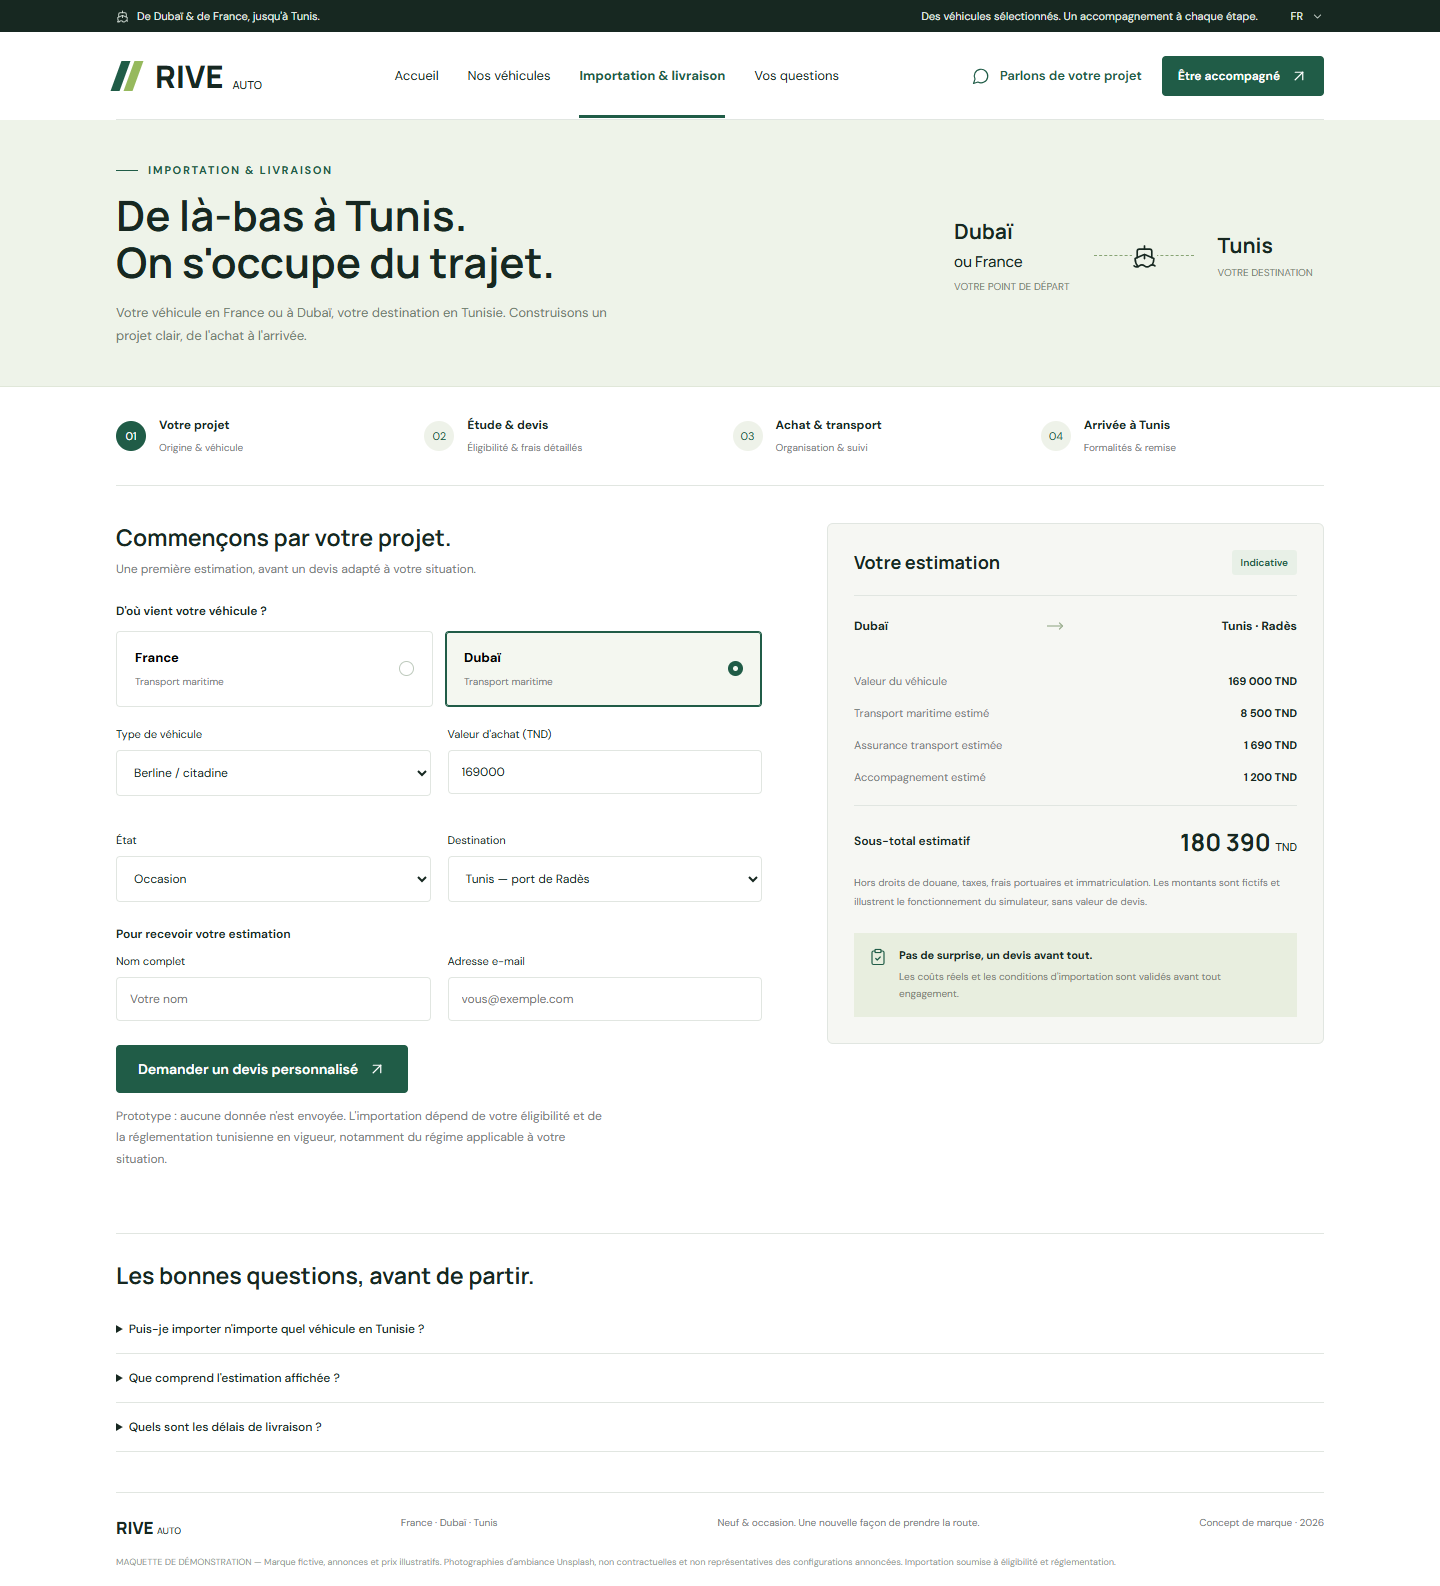 De Dubaï & de France, jusqu'à Tunis.
Des véhicules sélectionnés. Un accompagnement à chaque étape.
FR
RIVE AUTO
Accueil
Nos véhicules
Importation & livraison
Vos questions
Parlons de votre projet
Être accompagné
IMPORTATION & LIVRAISON
De là-bas à Tunis.
On s'occupe du trajet.
Votre véhicule en France ou à Dubaï, votre destination en Tunisie. Construisons un
projet clair, de l'achat à l'arrivée.
Dubaï
ou France
VOTRE POINT DE DÉPART
Tunis
VOTRE DESTINATION
01
Votre projet
Origine & véhicule
02
Étude & devis
Éligibilité & frais détaillés
03
Achat & transport
Organisation & suivi
04
Arrivée à Tunis
Formalités & remise
Commençons par votre projet.
Une première estimation, avant un devis adapté à votre situation.
D'où vient votre véhicule ?
France
Transport maritime
Dubaï
Transport maritime
Type de véhicule
Berline / citadine
Valeur d'achat (TND)
169000
État
Occasion
Destination
Tunis — port de Radès
Pour recevoir votre estimation
Nom complet
Votre nom
Adresse e-mail
vous@exemple.com
Demander un devis personnalisé
Prototype : aucune donnée n'est envoyée. L'importation dépend de votre éligibilité et de
la réglementation tunisienne en vigueur, notamment du régime applicable à votre
situation.
Votre estimation
Indicative
Dubaï
Tunis · Radès
Valeur du véhicule 169 000 TND
Transport maritime estimé 8 500 TND
Assurance transport estimée 1 690 TND
Accompagnement estimé 1 200 TND
Sous-total estimatif 180 390 TND
Hors droits de douane, taxes, frais portuaires et immatriculation. Les montants sont fictifs et
illustrent le fonctionnement du simulateur, sans valeur de devis.
Pas de surprise, un devis avant tout.
Les coûts réels et les conditions d'importation sont validés avant tout
engagement.
Les bonnes questions, avant de partir.
Puis-je importer n'importe quel véhicule en Tunisie ?
Que comprend l'estimation affichée ?
Quels sont les délais de livraison ?
RIVE AUTO
France · Dubaï · Tunis
Neuf & occasion. Une nouvelle façon de prendre la route.
Concept de marque · 2026
MAQUETTE DE DÉMONSTRATION — Marque fictive, annonces et prix illustratifs. Photographies d'ambiance Unsplash, non contractuelles et non représentatives des configurations annoncées. Importation soumise à éligibilité et réglementation.